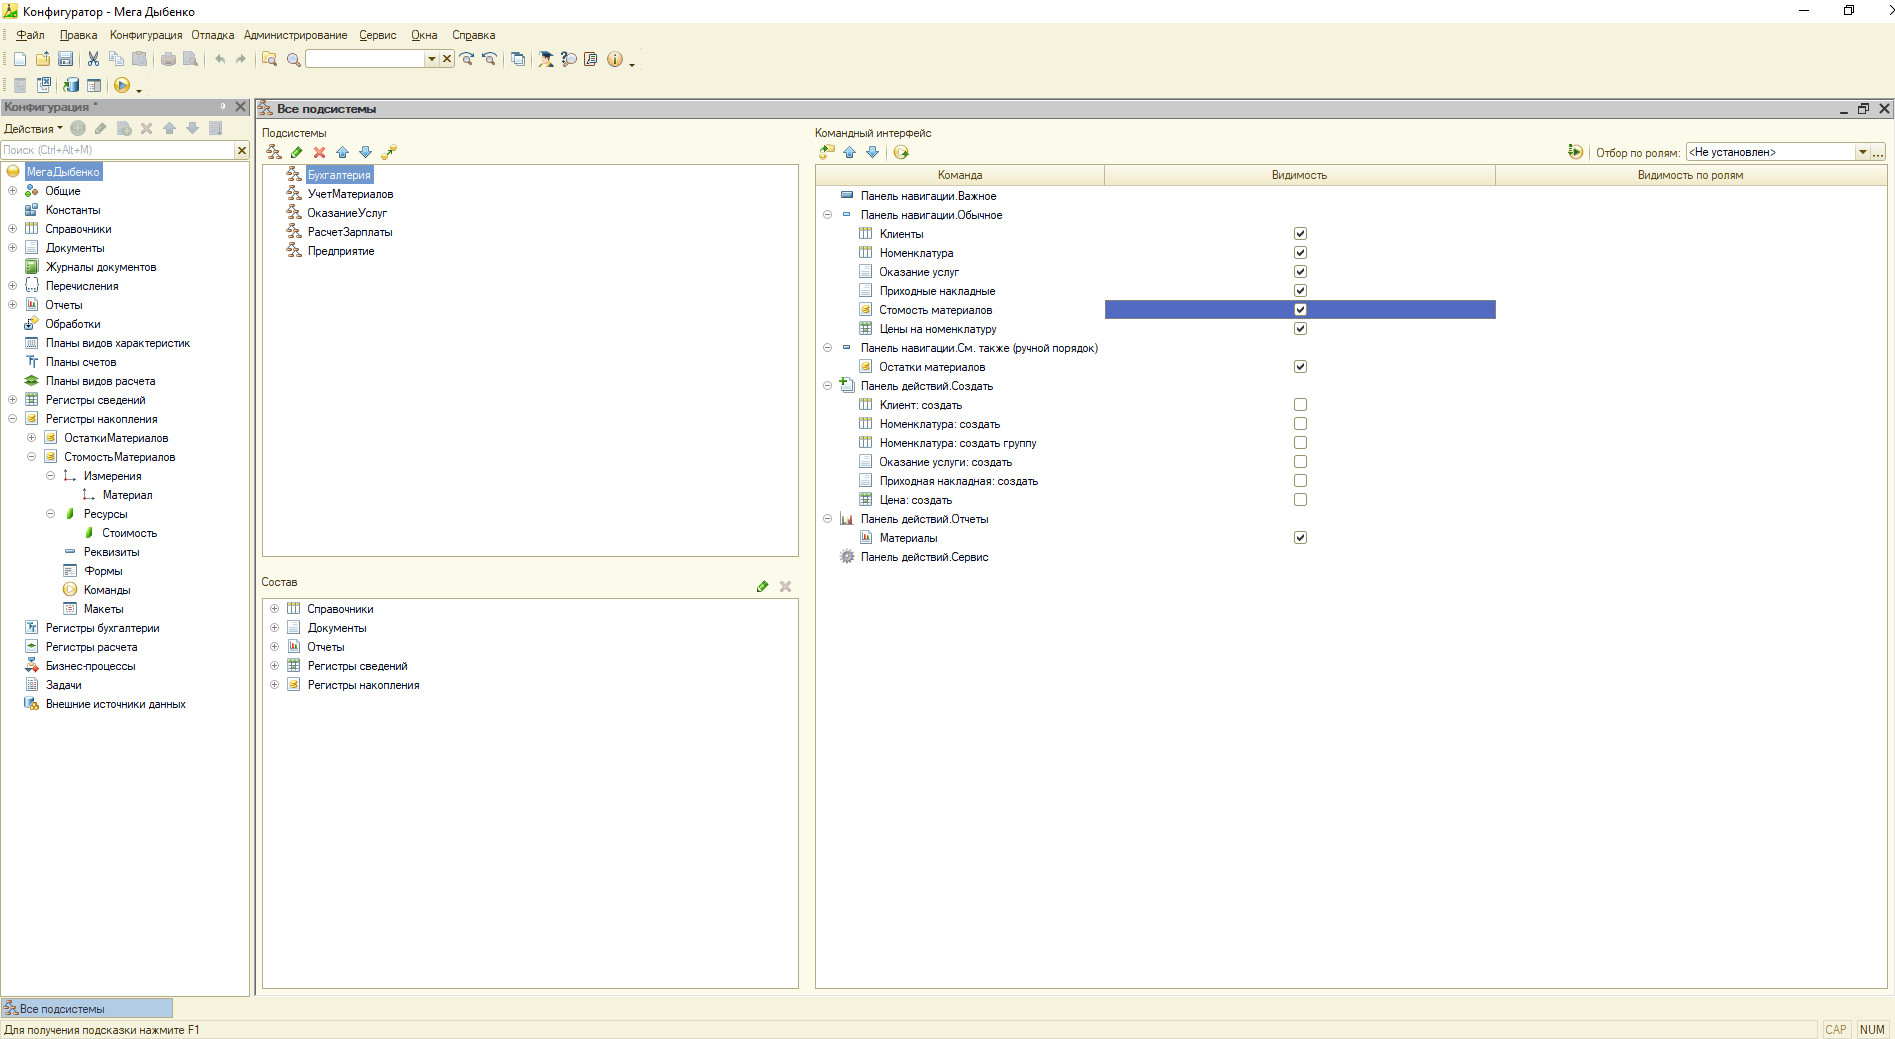 Конфигуратор - Мега Дыбенко
Файл Правка Конфигурация Отладка Администрирование Сервис Окна Справка
Конфигурация *
Действия
Поиск (Ctrl+Alt+M)
МегаДыбенко
Общие
Константы
Справочники
Документы
Журналы документов
Перечисления
Отчеты
Обработки
Планы видов характеристик
Планы счетов
Планы видов расчета
Регистры сведений
Регистры накопления
ОстаткиМатериалов
СтомостьМатериалов
Измерения
Материал
Ресурсы
Стоимость
Реквизиты
Формы
Команды
Макеты
Регистры бухгалтерии
Регистры расчета
Бизнес-процессы
Задачи
Внешние источники данных
Все подсистемы
Подсистемы
Бухгалтерия
УчетМатериалов
ОказаниеУслуг
РасчетЗарплаты
Предприятие
Состав
Справочники
Документы
Отчеты
Регистры сведений
Регистры накопления
Командный интерфейс
Отбор по ролям: <Не установлен> ...
Команда Видимость Видимость по ролям
Панель навигации.Важное
Панель навигации.Обычное
Клиенты
Номенклатура
Оказание услуг
Приходные накладные
Стомость материалов
Цены на номенклатуру
Панель навигации.См. также (ручной порядок)
Остатки материалов
Панель действий.Создать
Клиент: создать
Номенклатура: создать
Номенклатура: создать группу
Оказание услуги: создать
Приходная накладная: создать
Цена: создать
Панель действий.Отчеты
Материалы
Панель действий.Сервис
Все подсистемы
Для получения подсказки нажмите F1
CAP NUM